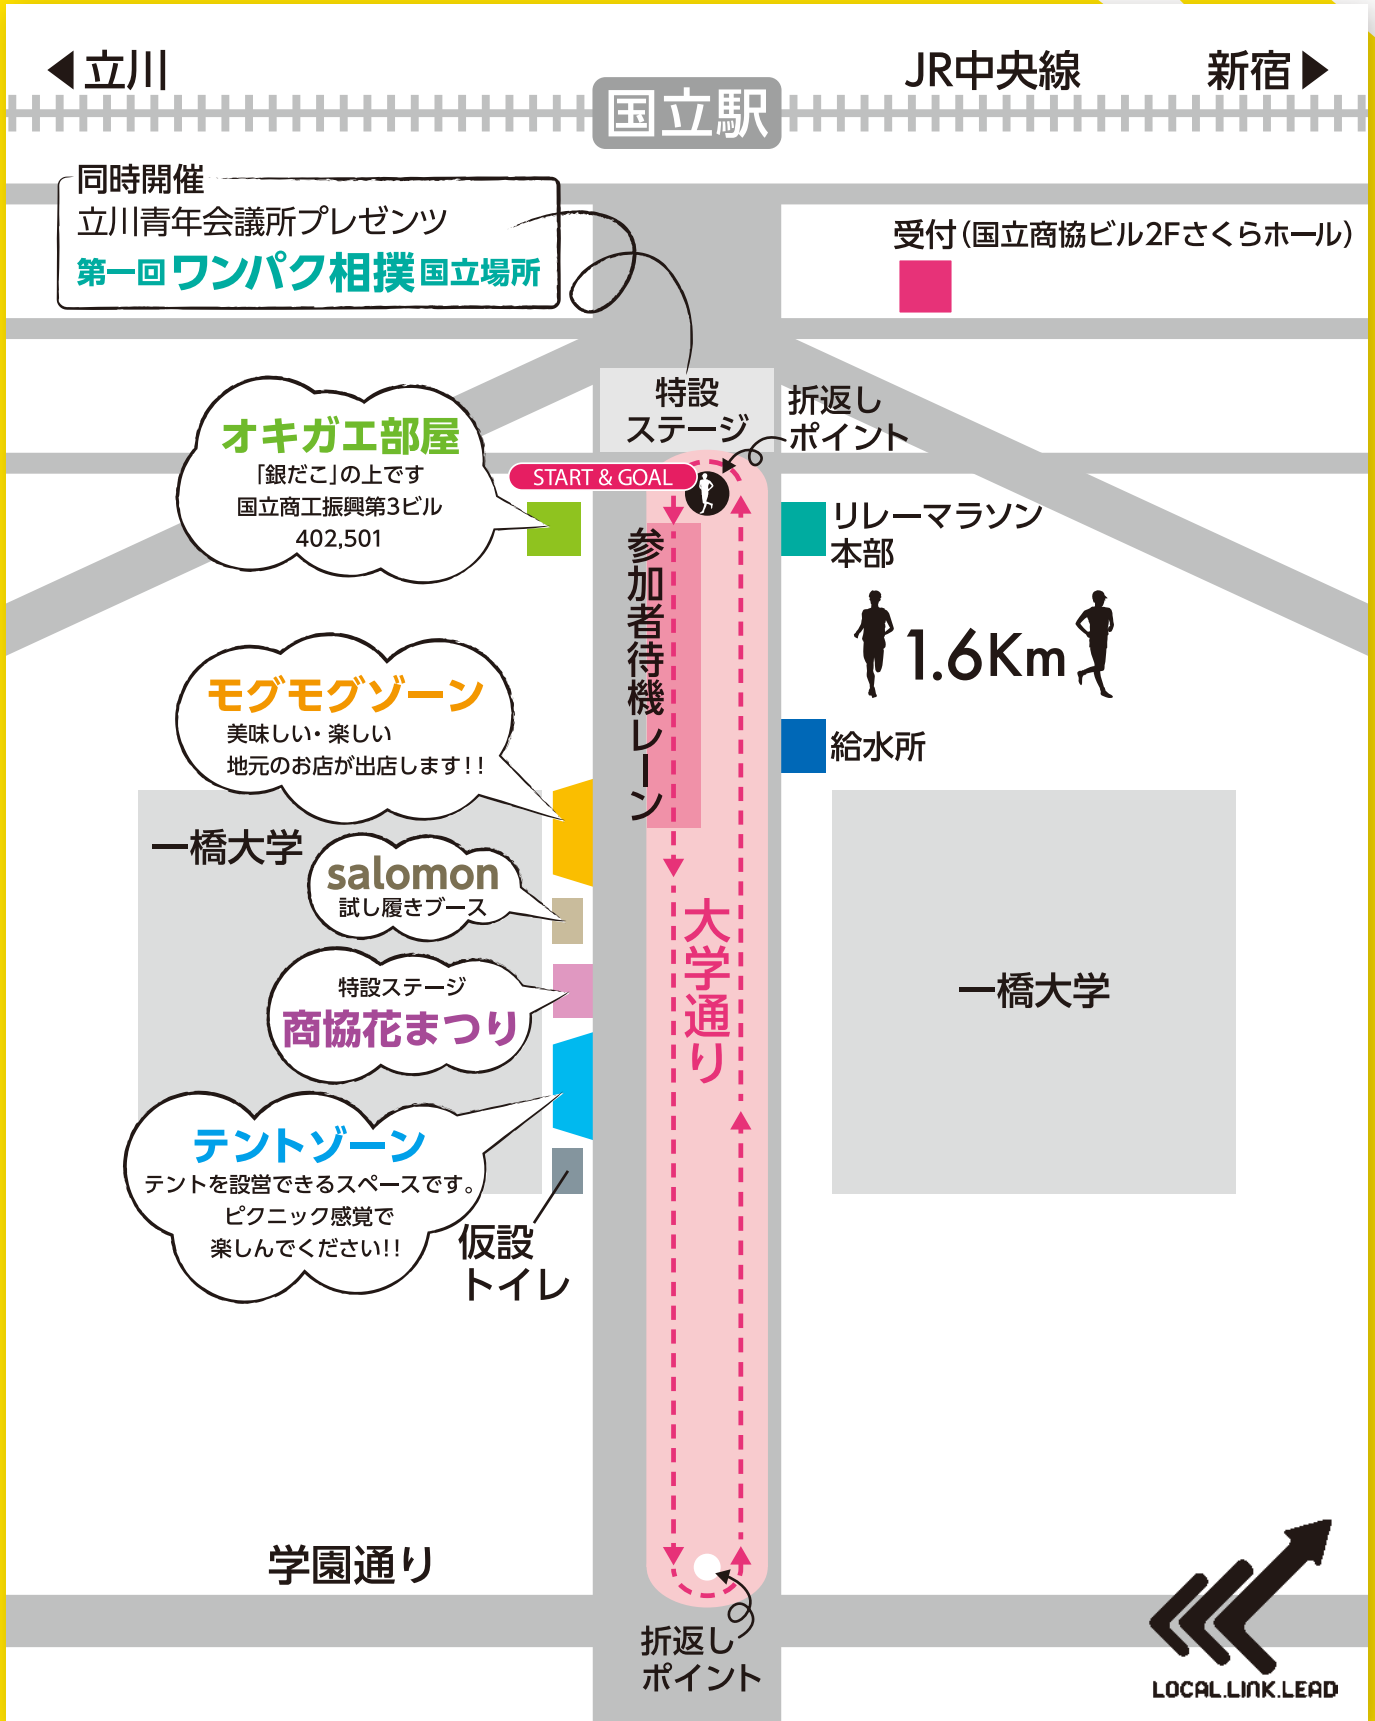 立川
JR中央線
新宿
国立駅
同時開催
立川青年会議所プレゼンツ
第一回ワンパク相撲国立場所
受付(国立商協ビル2Fさくらホール)
特設
ステージ
折返し
ポイント
オキガエ部屋
「銀だこ」の上です
国立商工振興第3ビル
402,501
START & GOAL
リレーマラソン
本部
参加者待機レーン
1.6Km
モグモグゾーン
美味しい・楽しい
地元のお店が出店します!!
給水所
一橋大学
salomon
試し履きブース
大学通り
特設ステージ
商協花まつり
一橋大学
テントゾーン
テントを設営できるスペースです。
ピクニック感覚で
楽しんでください!!
仮設
トイレ
学園通り
折返し
ポイント
LOCAL.LINK.LEAD